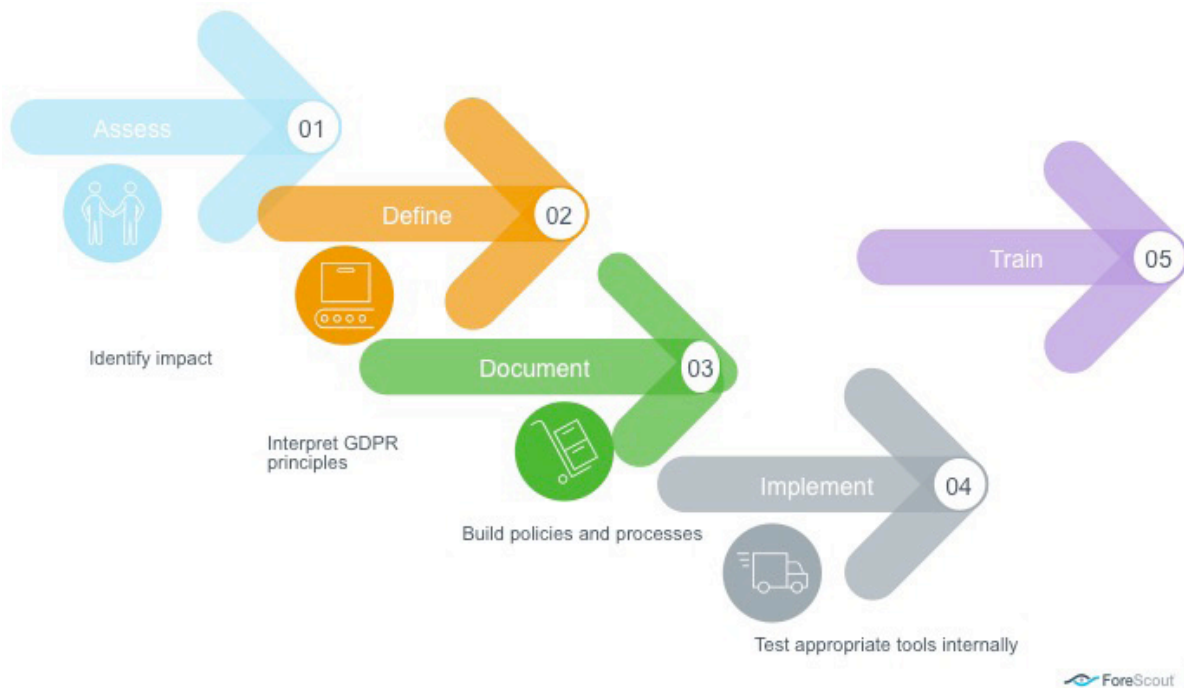 Assess
01
Identify impact
Define
02
Interpret GDPR
principles
Document
03
Build policies and processes
Implement
04
Test appropriate tools internally
Train
05
ForeScout